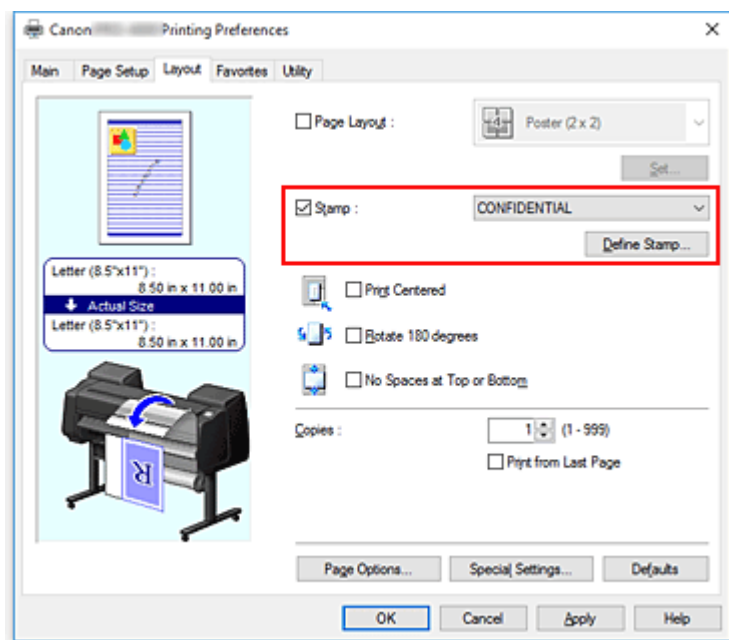 Canon Printing Preferences
Main Page Setup Layout Favorites Utility
Page Layout : Poster (2 x 2)
Set...
Stamp : CONFIDENTIAL
Define Stamp...
Letter (8.5"x11") :
8.50 in x 11.00 in
Actual Size
Letter (8.5"x11") :
8.50 in x 11.00 in
Print Centered
Rotate 180 degrees
No Spaces at Top or Bottom
Copies : 1 (1 - 999)
Print from Last Page
R
Page Options... Special Settings... Defaults
OK Cancel Apply Help